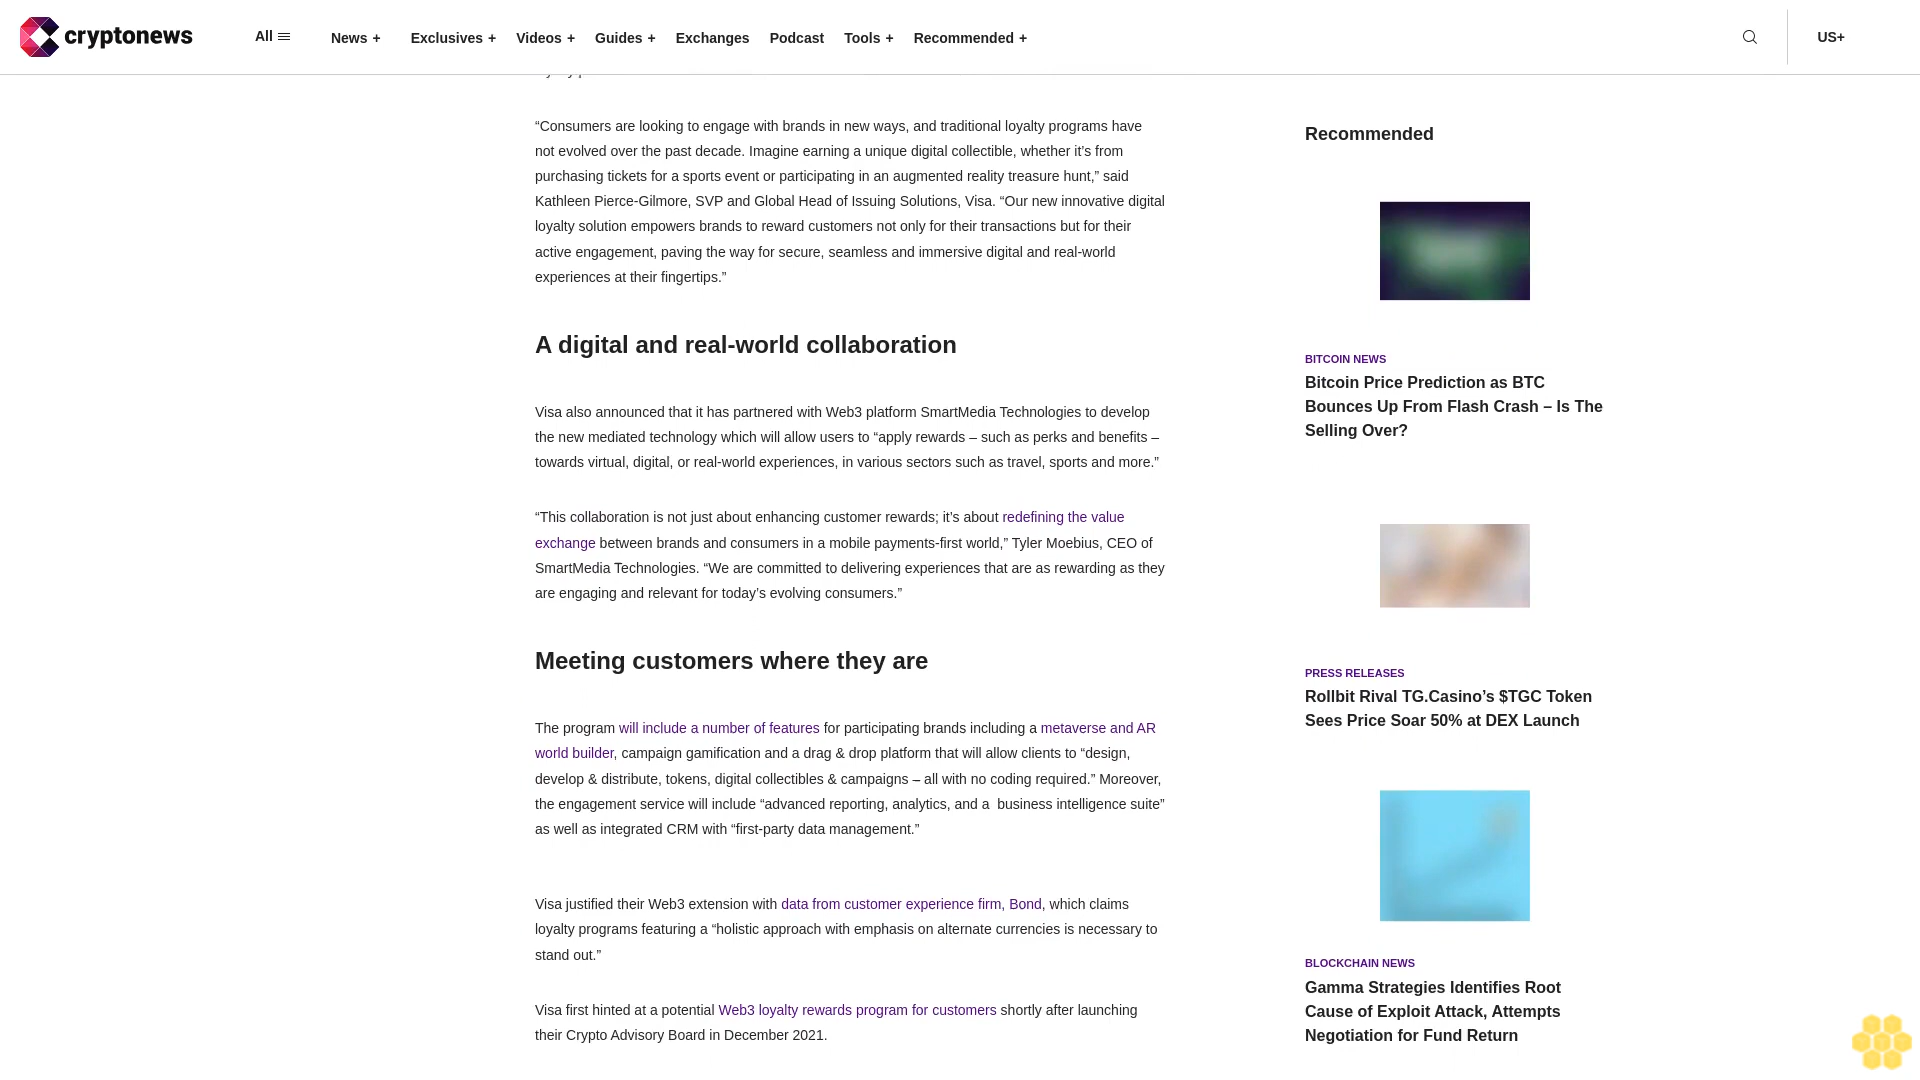 cryptonews
All
News +
Exclusives +
Videos +
Guides +
Exchanges
Podcast
Tools +
Recommended +
US+
“Consumers are looking to engage with brands in new ways, and traditional loyalty programs have
not evolved over the past decade. Imagine earning a unique digital collectible, whether it’s from
purchasing tickets for a sports event or participating in an augmented reality treasure hunt,” said
Kathleen Pierce-Gilmore, SVP and Global Head of Issuing Solutions, Visa. “Our new innovative digital
loyalty solution empowers brands to reward customers not only for their transactions but for their
active engagement, paving the way for secure, seamless and immersive digital and real-world
experiences at their fingertips.”
A digital and real-world collaboration
Visa also announced that it has partnered with Web3 platform SmartMedia Technologies to develop
the new mediated technology which will allow users to “apply rewards – such as perks and benefits –
towards virtual, digital, or real-world experiences, in various sectors such as travel, sports and more.”
“This collaboration is not just about enhancing customer rewards; it’s about redefining the value
exchange between brands and consumers in a mobile payments-first world,” Tyler Moebius, CEO of
SmartMedia Technologies. “We are committed to delivering experiences that are as rewarding as they
are engaging and relevant for today’s evolving consumers.”
Meeting customers where they are
The program will include a number of features for participating brands including a metaverse and AR
world builder, campaign gamification and a drag & drop platform that will allow clients to “design,
develop & distribute, tokens, digital collectibles & campaigns – all with no coding required.” Moreover,
the engagement service will include “advanced reporting, analytics, and a  business intelligence suite”
as well as integrated CRM with “first-party data management.”
Visa justified their Web3 extension with data from customer experience firm, Bond, which claims
loyalty programs featuring a “holistic approach with emphasis on alternate currencies is necessary to
stand out.”
Visa first hinted at a potential Web3 loyalty rewards program for customers shortly after launching
their Crypto Advisory Board in December 2021.
Recommended
BITCOIN NEWS
Bitcoin Price Prediction as BTC
Bounces Up From Flash Crash – Is The
Selling Over?
PRESS RELEASES
Rollbit Rival TG.Casino’s $TGC Token
Sees Price Soar 50% at DEX Launch
BLOCKCHAIN NEWS
Gamma Strategies Identifies Root
Cause of Exploit Attack, Attempts
Negotiation for Fund Return